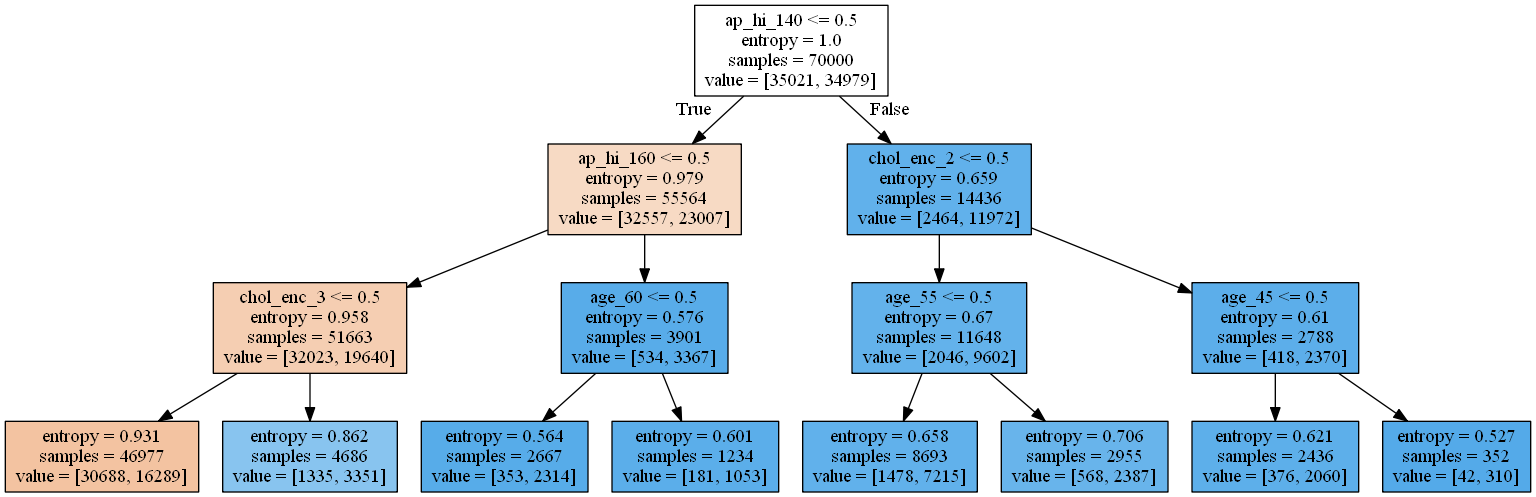 ap_hi_140 <= 0.5
entropy = 1.0
samples = 70000
value = [35021, 34979]
True
False
ap_hi_160 <= 0.5
entropy = 0.979
samples = 55564
value = [32557, 23007]
chol_enc_2 <= 0.5
entropy = 0.659
samples = 14436
value = [2464, 11972]
chol_enc_3 <= 0.5
entropy = 0.958
samples = 51663
value = [32023, 19640]
age_60 <= 0.5
entropy = 0.576
samples = 3901
value = [534, 3367]
age_55 <= 0.5
entropy = 0.67
samples = 11648
value = [2046, 9602]
age_45 <= 0.5
entropy = 0.61
samples = 2788
value = [418, 2370]
entropy = 0.931
samples = 46977
value = [30688, 16289]
entropy = 0.862
samples = 4686
value = [1335, 3351]
entropy = 0.564
samples = 2667
value = [353, 2314]
entropy = 0.601
samples = 1234
value = [181, 1053]
entropy = 0.658
samples = 8693
value = [1478, 7215]
entropy = 0.706
samples = 2955
value = [568, 2387]
entropy = 0.621
samples = 2436
value = [376, 2060]
entropy = 0.527
samples = 352
value = [42, 310]